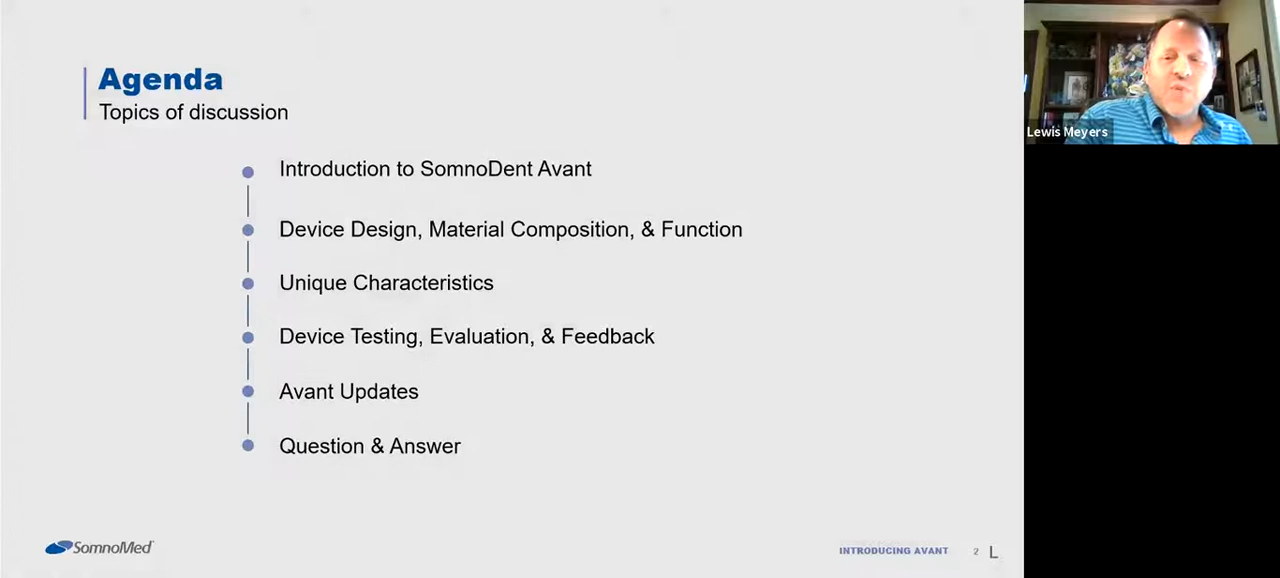 Agenda
Topics of discussion
Introduction to SomnoDent Avant
Device Design, Material Composition, & Function
Unique Characteristics
Device Testing, Evaluation, & Feedback
Avant Updates
Question & Answer
SomnoMed
INTRODUCING AVANT 2 L
Lewis Meyers